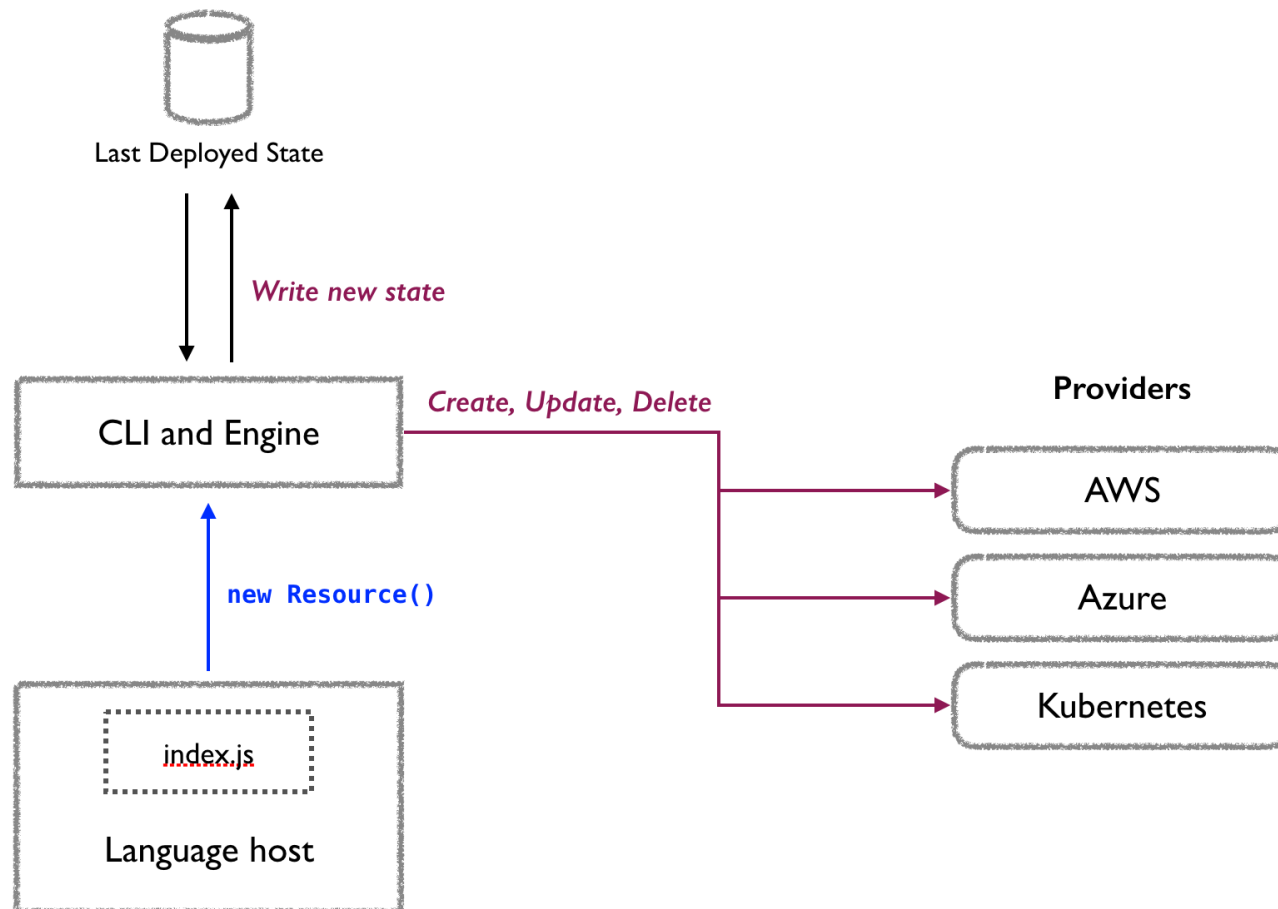 Last Deployed State
Write new state
Create, Update, Delete
Providers
CLI and Engine
AWS
new Resource()
Azure
Kubernetes
index.js
Language host